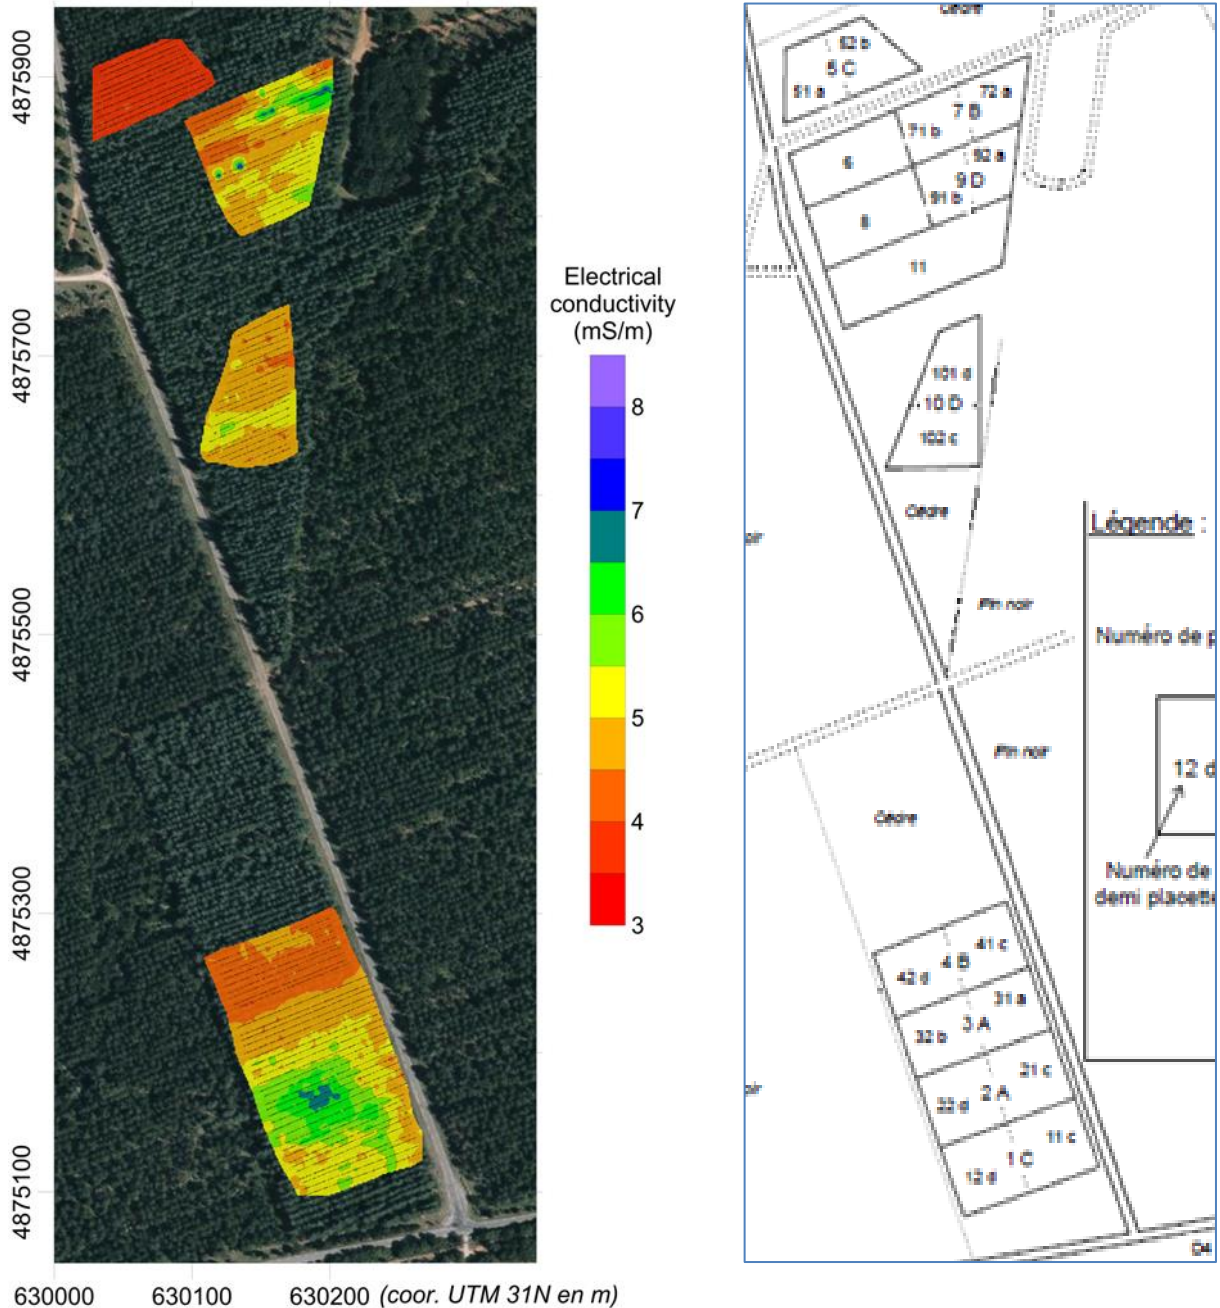 4875900
4875700
4875500
4875300
4875100
630000 630100 630200 (coor. UTM 31N en m)
Electrical
conductivity
(mS/m)
8
7
6
5
4
3
Cèdre
52 b
5 C
51 a
72 a
7 B
71 b
6
92 a
9 D
91 b
8
11
101 d
10 D
102 c
Cèdre
Légende :
Pin noir
Numéro de p
Pin noir
12 d
Cèdre
Numéro de
demi placette
41 c
4 B
42 d
31 a
3 A
32 b
21 c
2 A
22 d
11 c
1 C
12 d
D4